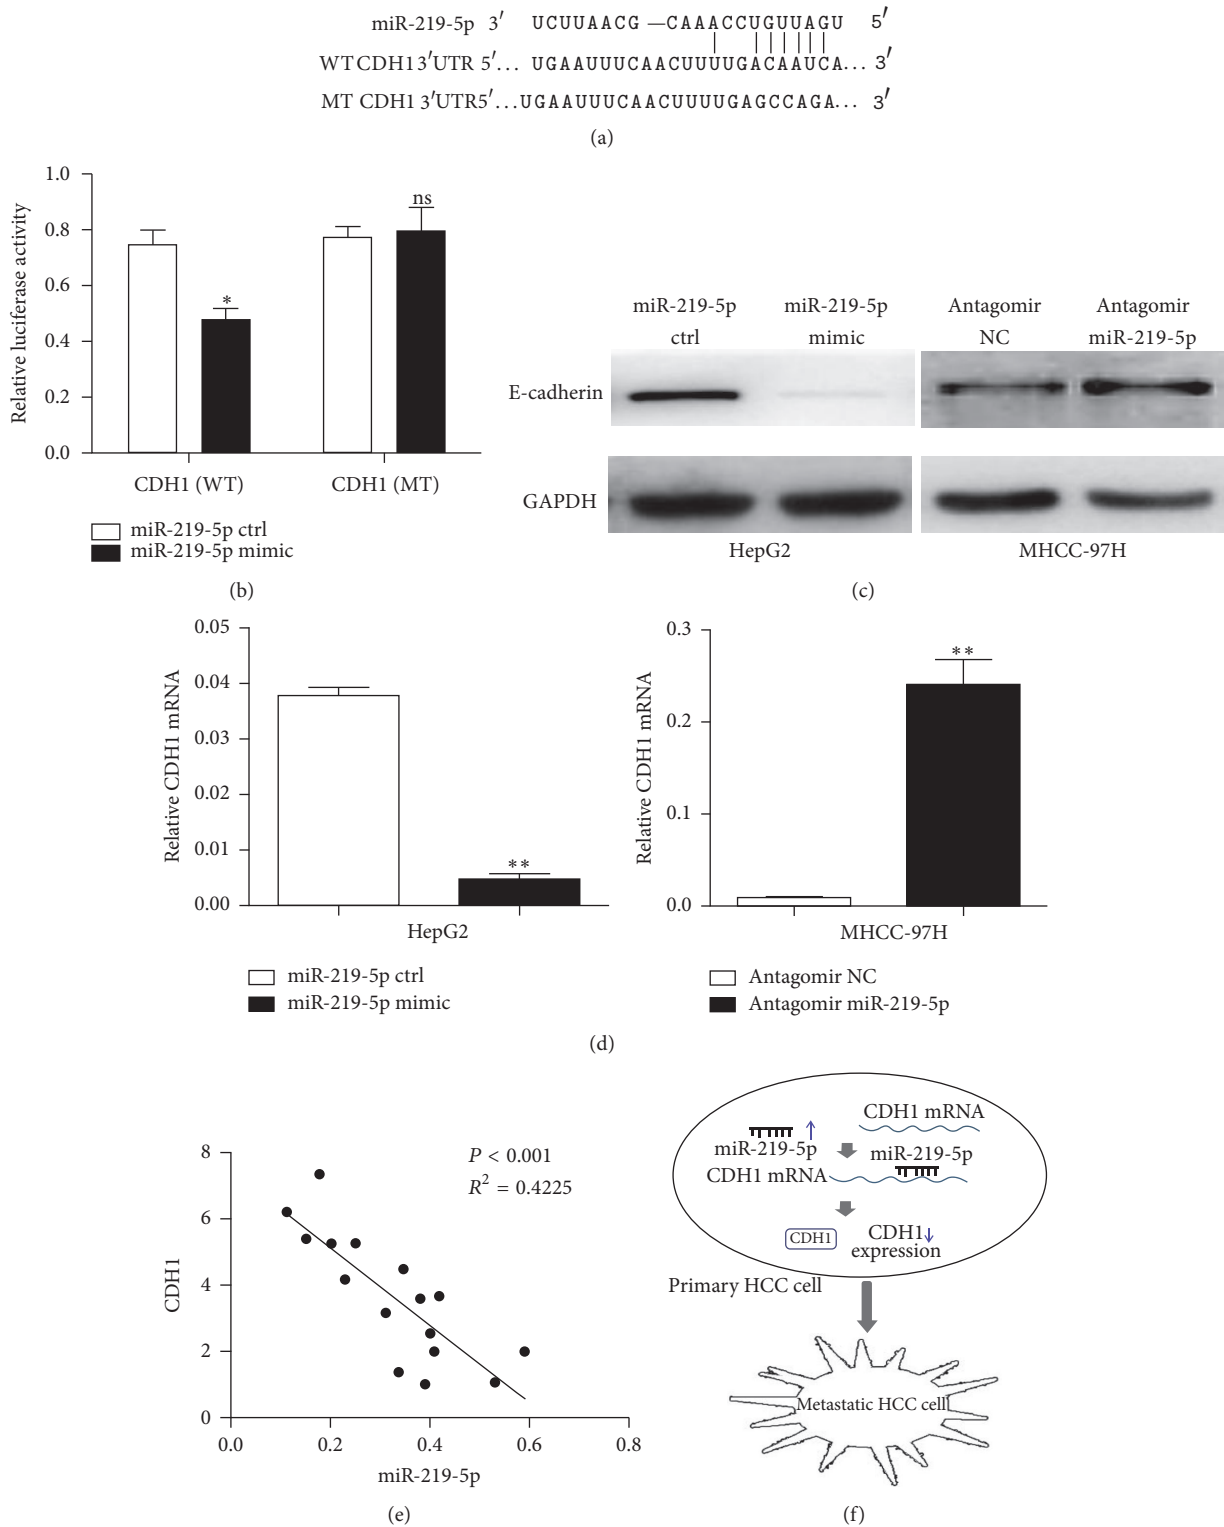 miR-219-5p 3′ UCUUAACG —CAAACCUGUUAGU 5′
WT CDH1 3′UTR 5′... UGAAUUUCAACUUUUGACAAUCA... 3′
MT CDH1 3′UTR5′...UGAAUUUCAACUUUUGAGCCAGA... 3′
(a)
1.0
0.8
0.6
0.4
0.2
0.0
Relative luciferase activity
*
ns
CDH1 (WT)
CDH1 (MT)
miR-219-5p ctrl
miR-219-5p mimic
(b)
miR-219-5p
ctrl
miR-219-5p
mimic
Antagomir
NC
Antagomir
miR-219-5p
E-cadherin
GAPDH
HepG2
MHCC-97H
(c)
0.05
0.04
0.03
0.02
0.01
0.00
Relative CDH1 mRNA
**
HepG2
miR-219-5p ctrl
miR-219-5p mimic
0.3
0.2
0.1
0.0
Relative CDH1 mRNA
**
MHCC-97H
Antagomir NC
Antagomir miR-219-5p
(d)
8
6
4
2
0
CDH1
P < 0.001
R² = 0.4225
0.0 0.2 0.4 0.6 0.8
miR-219-5p
(e)
CDH1 mRNA
miR-219-5p
miR-219-5p
CDH1 mRNA
CDH1
CDH1
expression
Primary HCC cell
Metastatic HCC cell
(f)